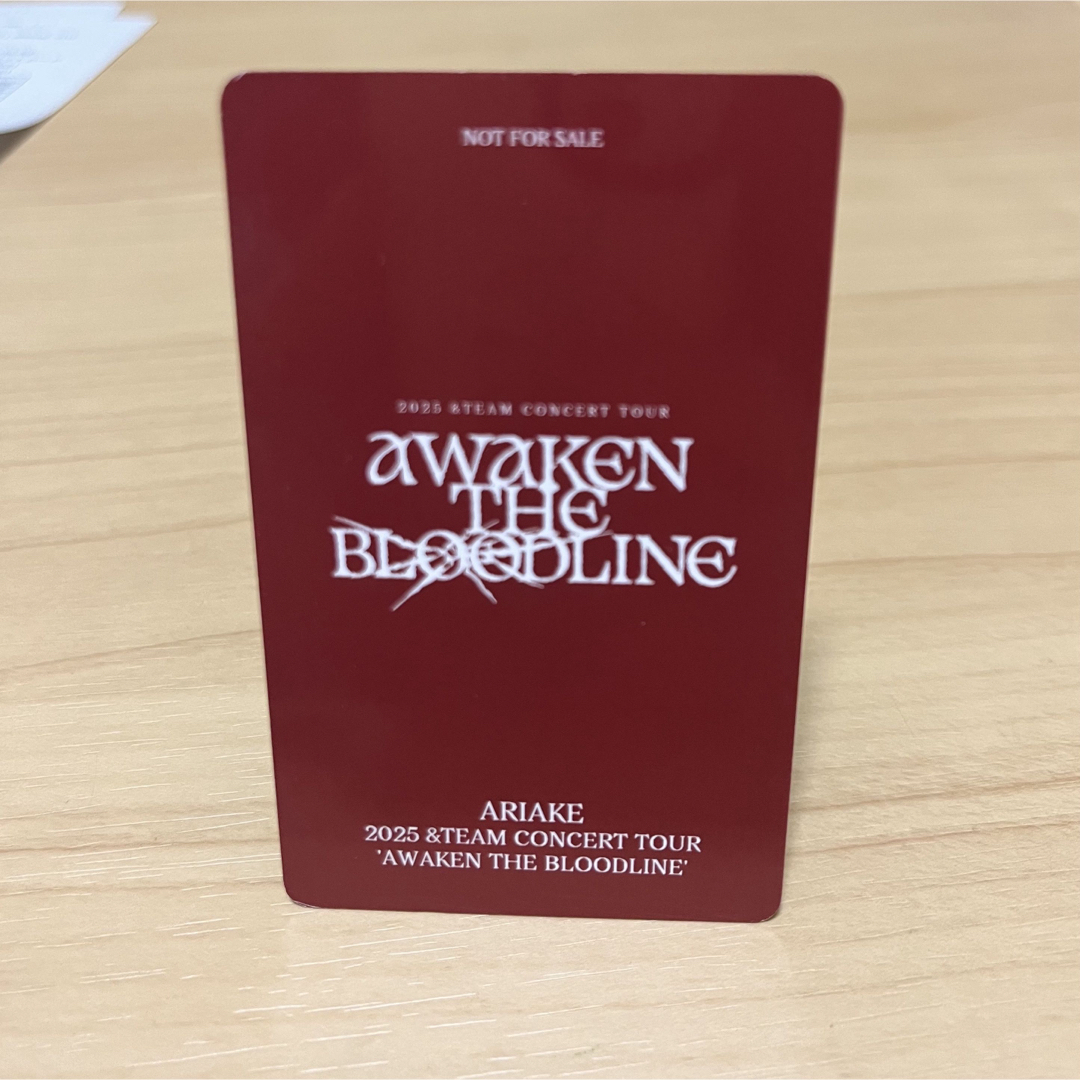 NOT FOR SALE
2025 &TEAM CONCERT TOUR
AWAKEN
THE
BLOODLINE
ARIAKE
2025 &TEAM CONCERT TOUR
'AWAKEN THE BLOODLINE'